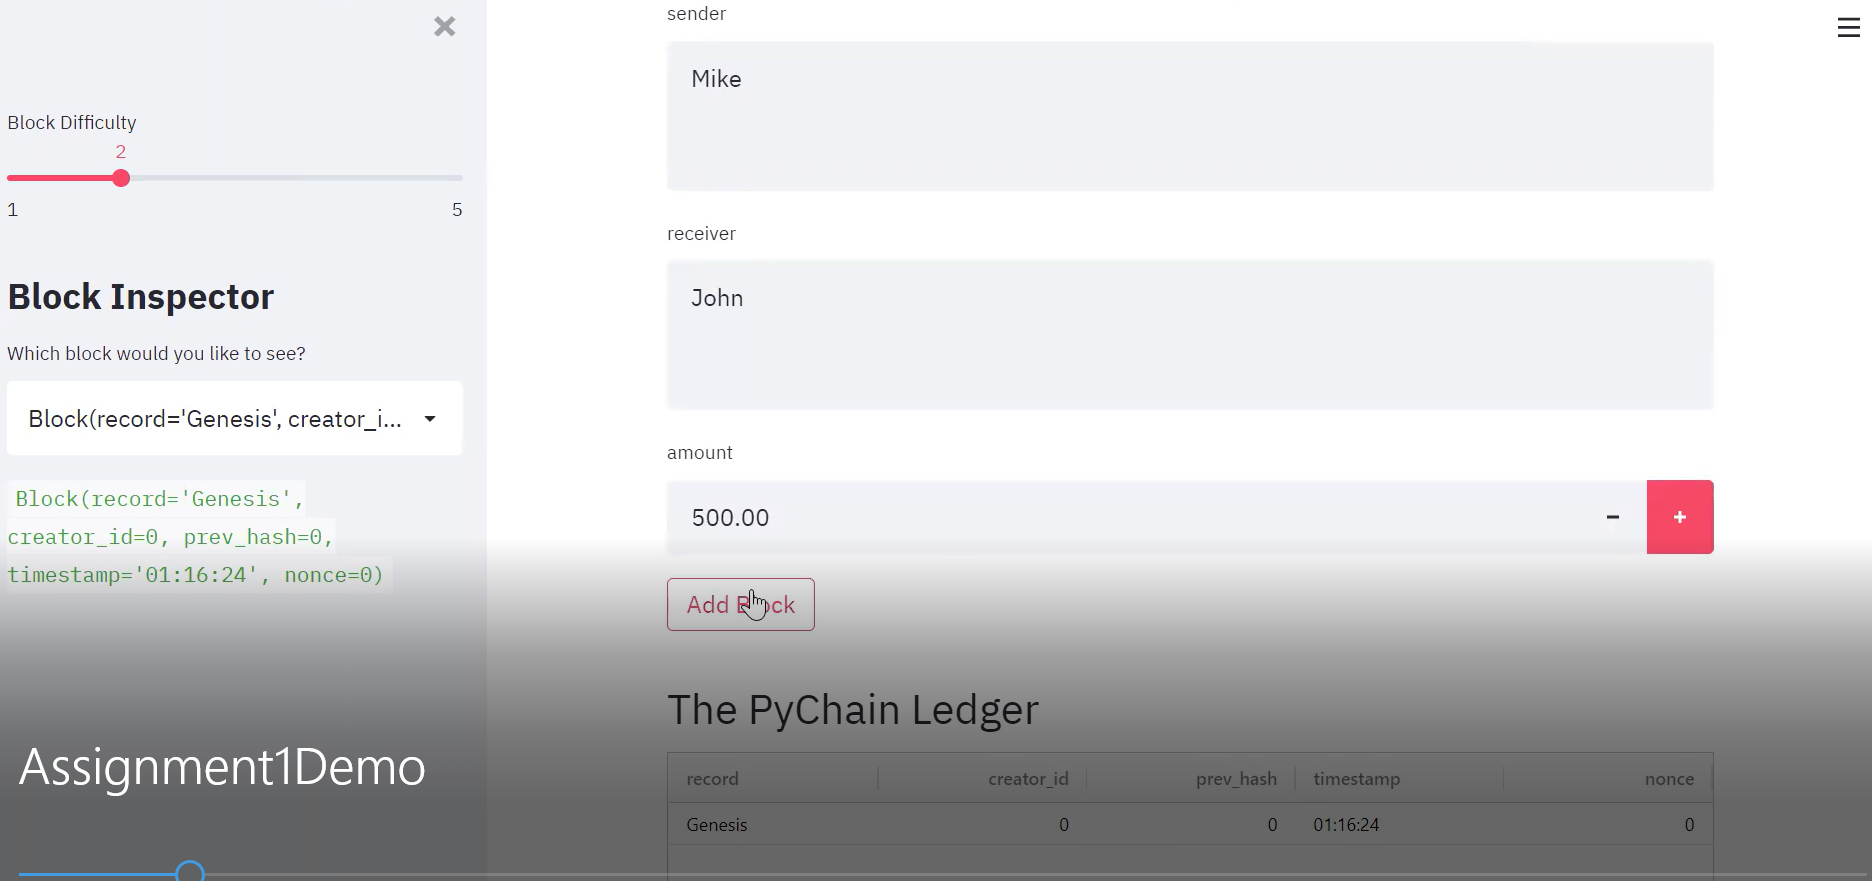 Block Difficulty
2
1 5
Block Inspector
Which block would you like to see?
Block(record='Genesis', creator_i...
Block(record='Genesis',
creator_id=0, prev_hash=0,
timestamp='01:16:24', nonce=0)
sender
Mike
receiver
John
amount
500.00 - +
Add Block
The PyChain Ledger
record creator_id prev_hash timestamp nonce
Genesis 0 0 01:16:24 0
Assignment1Demo